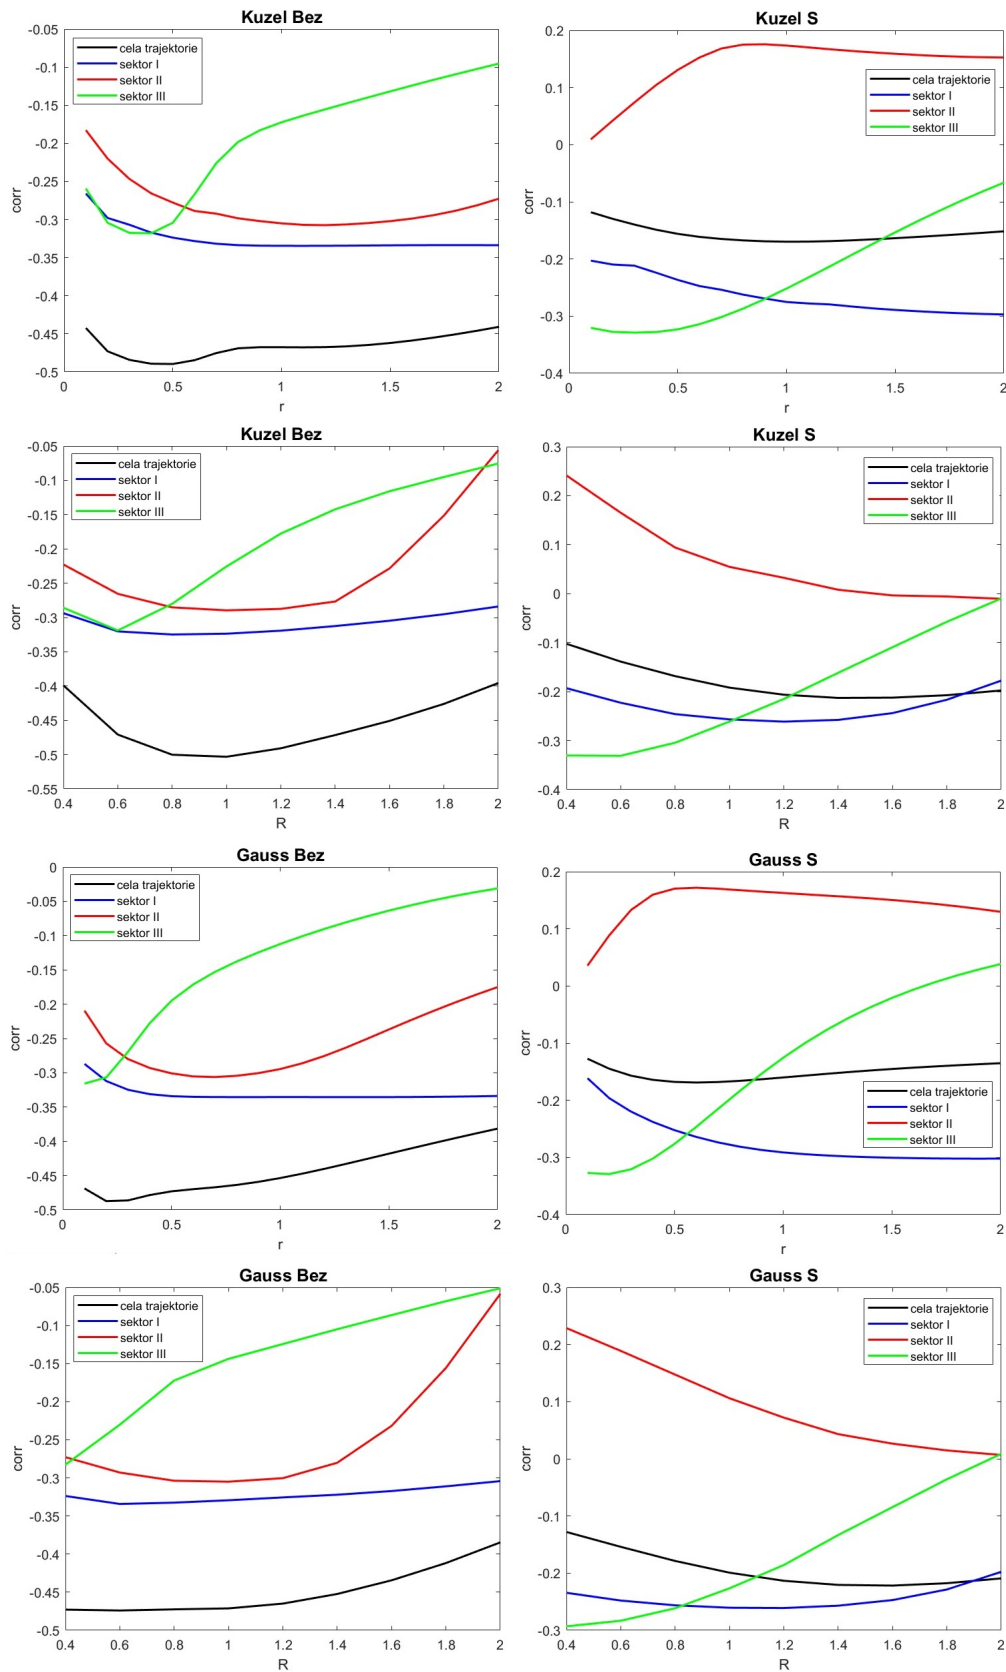 Kuzel Bez
-0.05
-0.1
-0.15
-0.2
-0.25
-0.3
-0.35
-0.4
-0.45
-0.5
corr
cela trajektorie
sektor I
sektor II
sektor III
0 0.5 1 1.5 2
r
Kuzel S
0.2
0.1
0
-0.1
-0.2
-0.3
-0.4
corr
cela trajektorie
sektor I
sektor II
sektor III
0 0.5 1 1.5 2
r
Kuzel Bez
-0.05
-0.1
-0.15
-0.2
-0.25
-0.3
-0.35
-0.4
-0.45
-0.5
-0.55
corr
cela trajektorie
sektor I
sektor II
sektor III
0.4 0.6 0.8 1 1.2 1.4 1.6 1.8 2
R
Kuzel S
0.3
0.2
0.1
0
-0.1
-0.2
-0.3
-0.4
corr
cela trajektorie
sektor I
sektor II
sektor III
0.4 0.6 0.8 1 1.2 1.4 1.6 1.8 2
R
Gauss Bez
0
-0.05
-0.1
-0.15
-0.2
-0.25
-0.3
-0.35
-0.4
-0.45
-0.5
corr
cela trajektorie
sektor I
sektor II
sektor III
0 0.5 1 1.5 2
r
Gauss S
0.2
0.1
0
-0.1
-0.2
-0.3
-0.4
corr
cela trajektorie
sektor I
sektor II
sektor III
0 0.5 1 1.5 2
r
Gauss Bez
-0.05
-0.1
-0.15
-0.2
-0.25
-0.3
-0.35
-0.4
-0.45
-0.5
corr
cela trajektorie
sektor I
sektor II
sektor III
0.4 0.6 0.8 1 1.2 1.4 1.6 1.8 2
R
Gauss S
0.3
0.2
0.1
0
-0.1
-0.2
-0.3
corr
cela trajektorie
sektor I
sektor II
sektor III
0.4 0.6 0.8 1 1.2 1.4 1.6 1.8 2
R